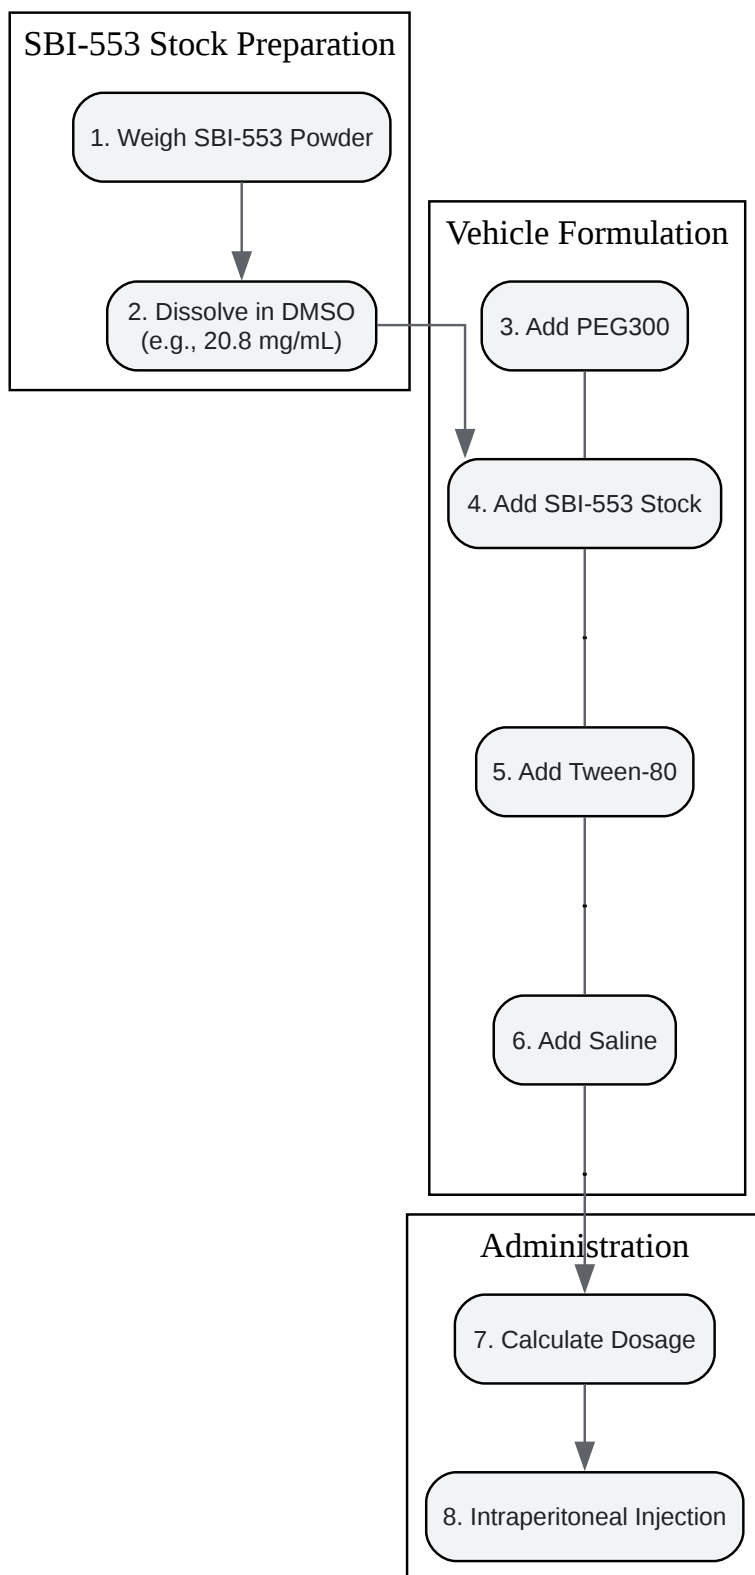 SBI-553 Stock Preparation
1. Weigh SBI-553 Powder
2. Dissolve in DMSO
(e.g., 20.8 mg/mL)
Vehicle Formulation
3. Add PEG300
4. Add SBI-553 Stock
5. Add Tween-80
6. Add Saline
Administration
7. Calculate Dosage
8. Intraperitoneal Injection